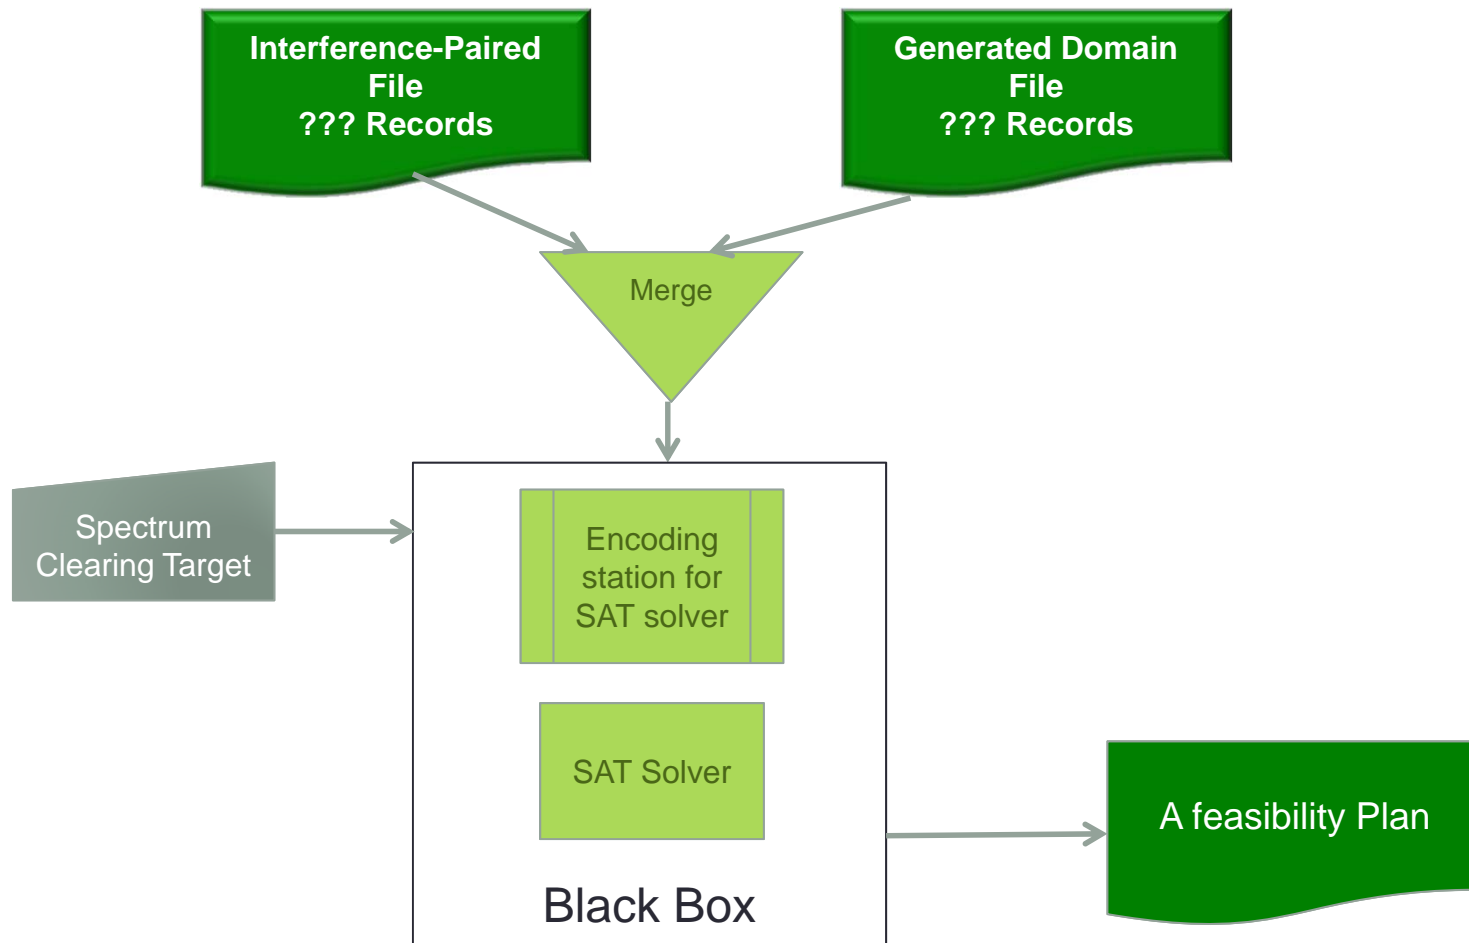 Interference-Paired
File
??? Records
Generated Domain
File
??? Records
Merge
Spectrum
Clearing Target
Encoding
station for
SAT solver
SAT Solver
A feasibility Plan
Black Box